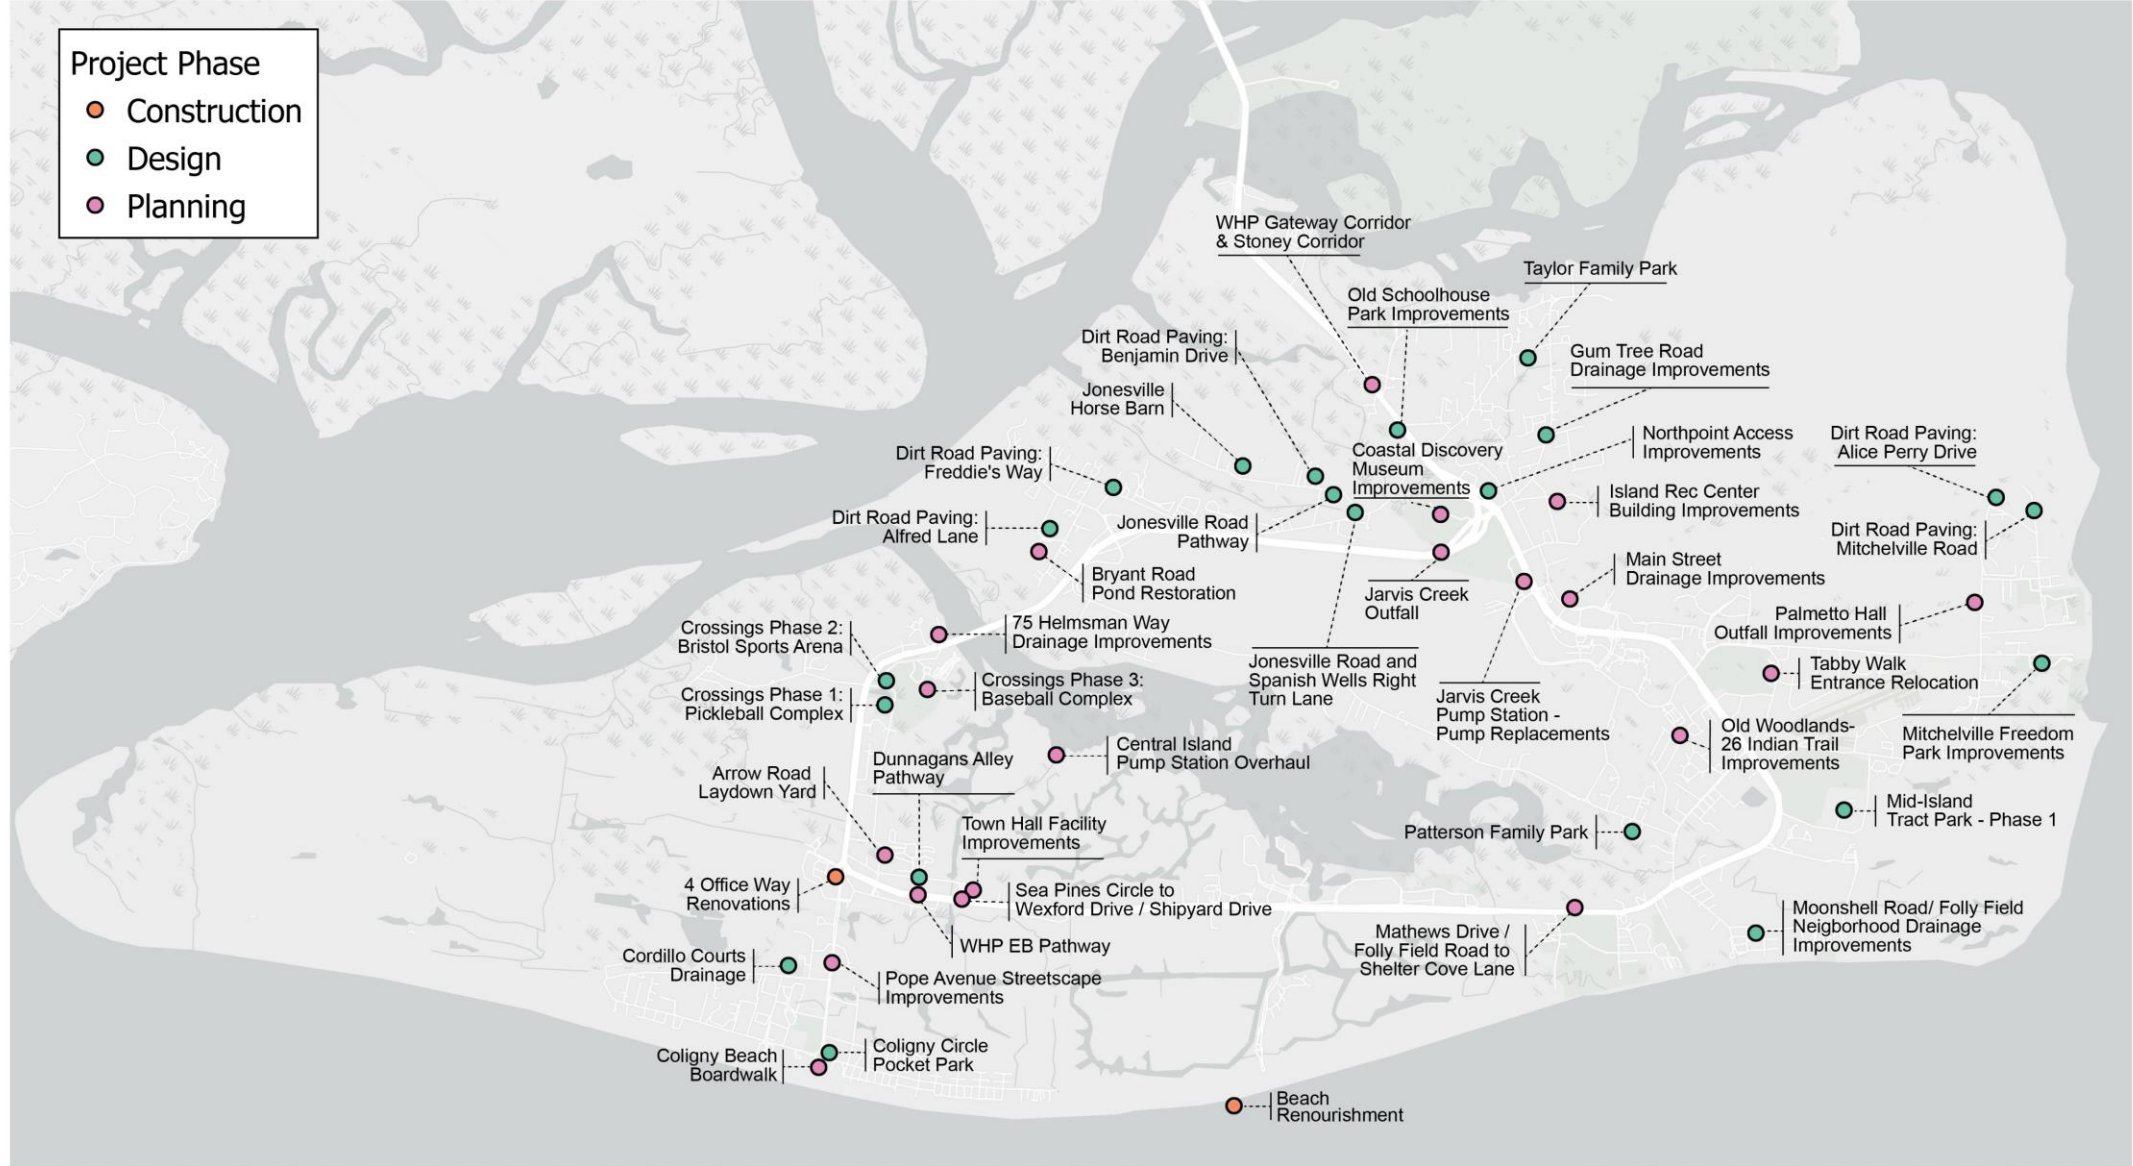 Project Phase
Construction
Design
Planning
WHP Gateway Corridor
& Stoney Corridor
Taylor Family Park
Old Schoolhouse
Park Improvements
Dirt Road Paving:
Benjamin Drive
Gum Tree Road
Drainage Improvements
Jonesville
Horse Barn
Northpoint Access
Improvements
Dirt Road Paving:
Alice Perry Drive
Coastal Discovery
Museum
Improvements
Dirt Road Paving:
Freddie's Way
Island Rec Center
Building Improvements
Dirt Road Paving:
Alfred Lane
Jonesville Road
Pathway
Dirt Road Paving:
Mitchelville Road
Main Street
Drainage Improvements
Bryant Road
Pond Restoration
Jarvis Creek
Outfall
Palmetto Hall
Outfall Improvements
75 Helmsman Way
Drainage Improvements
Crossings Phase 2:
Bristol Sports Arena
Jonesville Road and
Spanish Wells Right
Turn Lane
Tabby Walk
Entrance Relocation
Crossings Phase 3:
Baseball Complex
Crossings Phase 1:
Pickleball Complex
Jarvis Creek
Pump Station -
Pump Replacements
Old Woodlands-
26 Indian Trail
Improvements
Mitchelville Freedom
Park Improvements
Central Island
Pump Station Overhaul
Dunnagans Alley
Pathway
Arrow Road
Laydown Yard
Mid-Island
Tract Park - Phase 1
Town Hall Facility
Improvements
Patterson Family Park
4 Office Way
Renovations
Sea Pines Circle to
Wexford Drive / Shipyard Drive
Moonshell Road/ Folly Field
Neigborhood Drainage
Improvements
WHP EB Pathway
Mathews Drive /
Folly Field Road to
Shelter Cove Lane
Cordillo Courts
Drainage
Pope Avenue Streetscape
Improvements
Coligny Circle
Pocket Park
Coligny Beach
Boardwalk
Beach
Renourishment